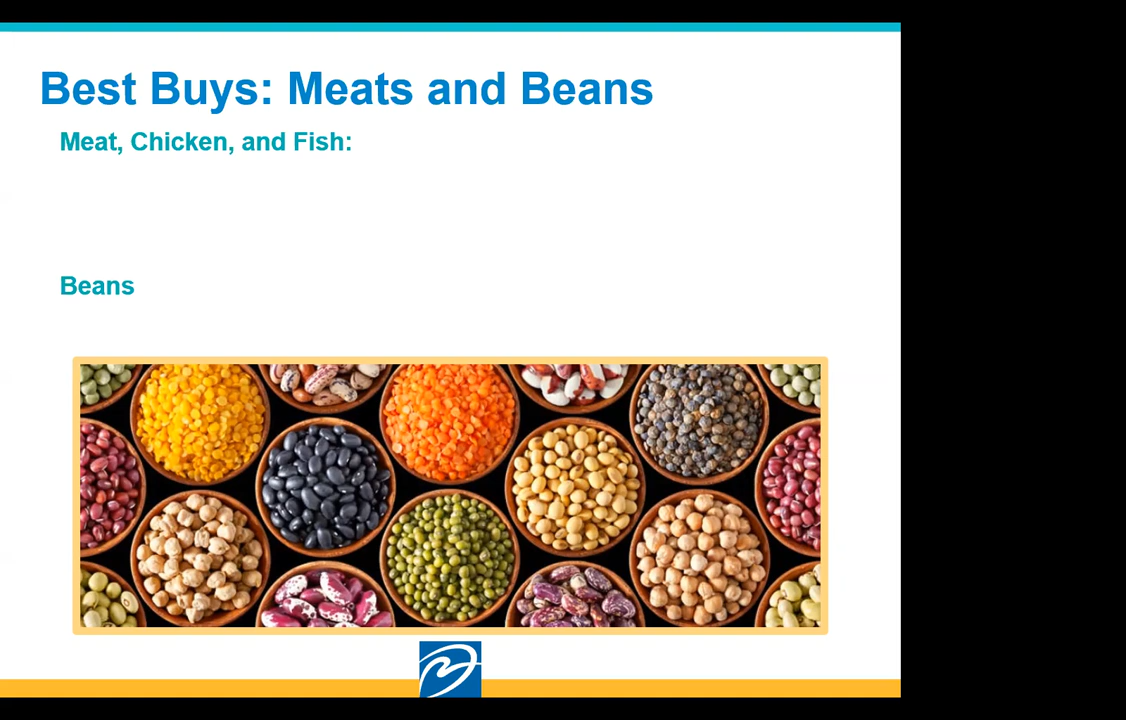 Best Buys: Meats and Beans
Meat, Chicken, and Fish:
Beans